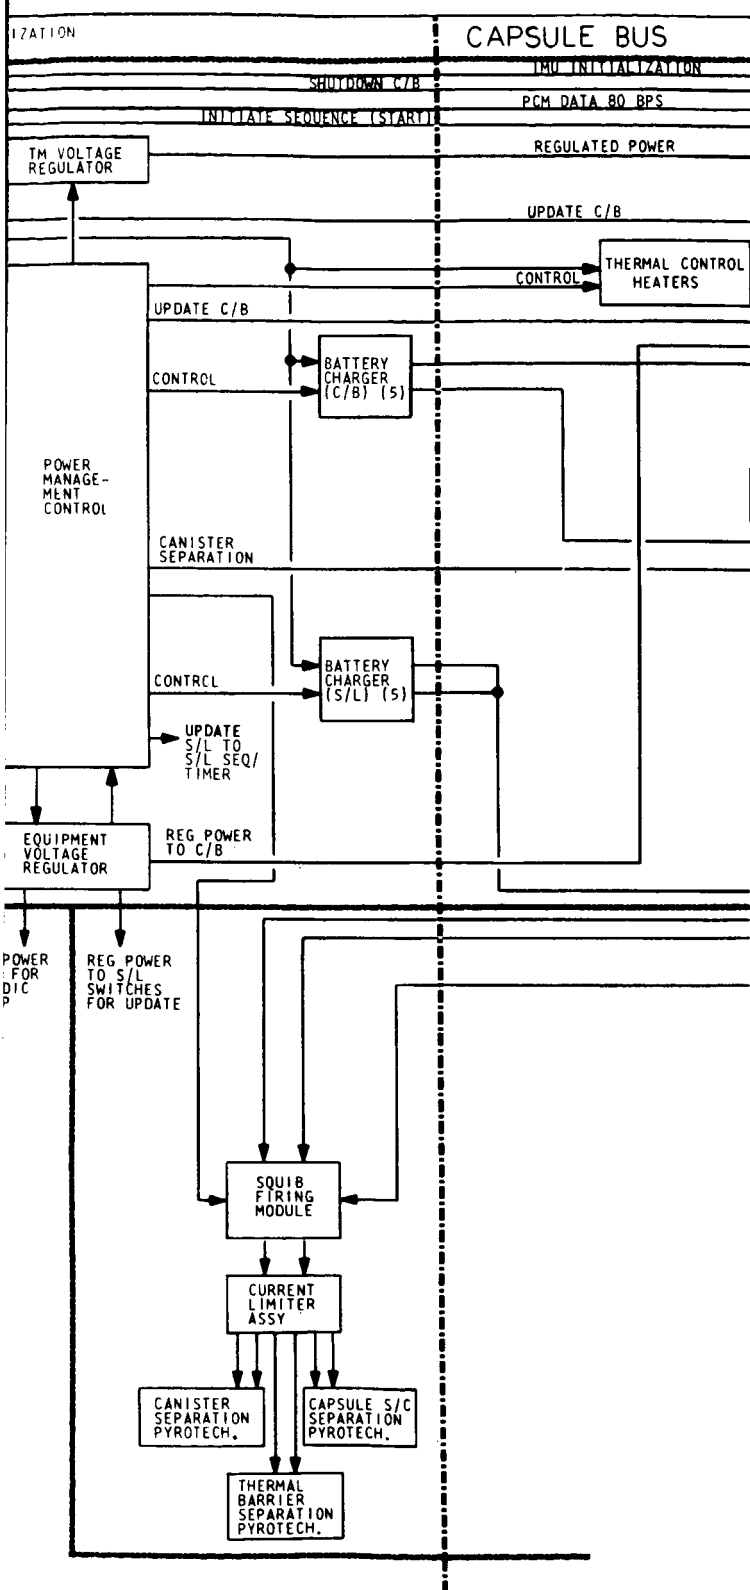 IZATION
CAPSULE BUS
IMU INITIALIZATION
SHUTDOWN C/B
PCM DATA 80 BPS
INITIATE SEQUENCE (START)
TM VOLTAGE
REGULATOR
REGULATED POWER
UPDATE C/B
THERMAL CONTROL
HEATERS
CONTROL
UPDATE C/B
BATTERY
CHARGER
(C/B) (5)
CONTROL
POWER
MANAGE-
MENT
CONTROL
CANISTER
SEPARATION
BATTERY
CHARGER
(S/L) (5)
CONTROL
UPDATE
S/L TO
S/L SEQ/
TIMER
EQUIPMENT
VOLTAGE
REGULATOR
REG POWER
TO C/B
POWER
FOR
DIC
P
REG POWER
TO S/L
SWITCHES
FOR UPDATE
SQUIB
FIRING
MODULE
CURRENT
LIMITER
ASSY
CANISTER
SEPARATION
PYROTECH.
CAPSULE S/C
SEPARATION
PYROTECH.
THERMAL
BARRIER
SEPARATION
PYROTECH.